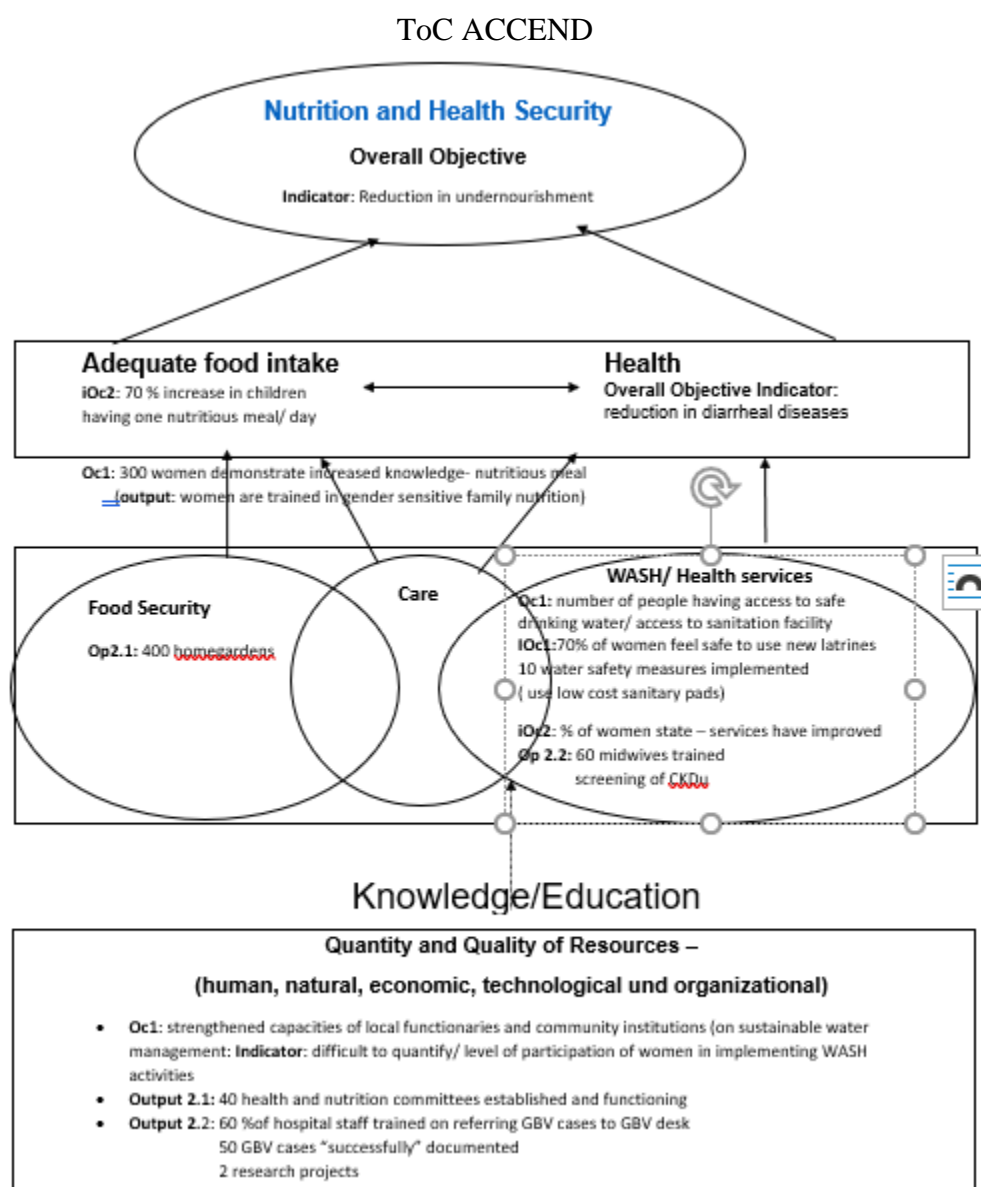 ToC ACCEND
Nutrition and Health Security
Overall Objective
Indicator: Reduction in undernourishment
Adequate food intake
iOc2: 70 % increase in children
having one nutritious meal/ day
Health
Overall Objective Indicator:
reduction in diarrheal diseases
Oc1: 300 women demonstrate increased knowledge- nutritious meal
(output: women are trained in gender sensitive family nutrition)
Food Security
Op2.1: 400 homegardens
Care
WASH/ Health services
Oc1: number of people having access to safe
drinking water/ access to sanitation facility
IOc1:70% of women feel safe to use new latrines
10 water safety measures implemented
( use low cost sanitary pads)
iOc2: % of women state – services have improved
Op 2.2: 60 midwives trained
screening of CKDu
Knowledge/Education
Quantity and Quality of Resources –
(human, natural, economic, technological und organizational)
• Oc1: strengthened capacities of local functionaries and community institutions (on sustainable water
management: Indicator: difficult to quantify/ level of participation of women in implementing WASH
activities
• Output 2.1: 40 health and nutrition committees established and functioning
• Output 2.2: 60 %of hospital staff trained on referring GBV cases to GBV desk
50 GBV cases “successfully” documented
2 research projects